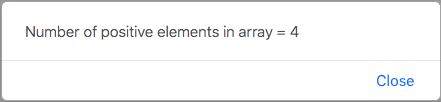 Number of positive elements in array = 4
Close